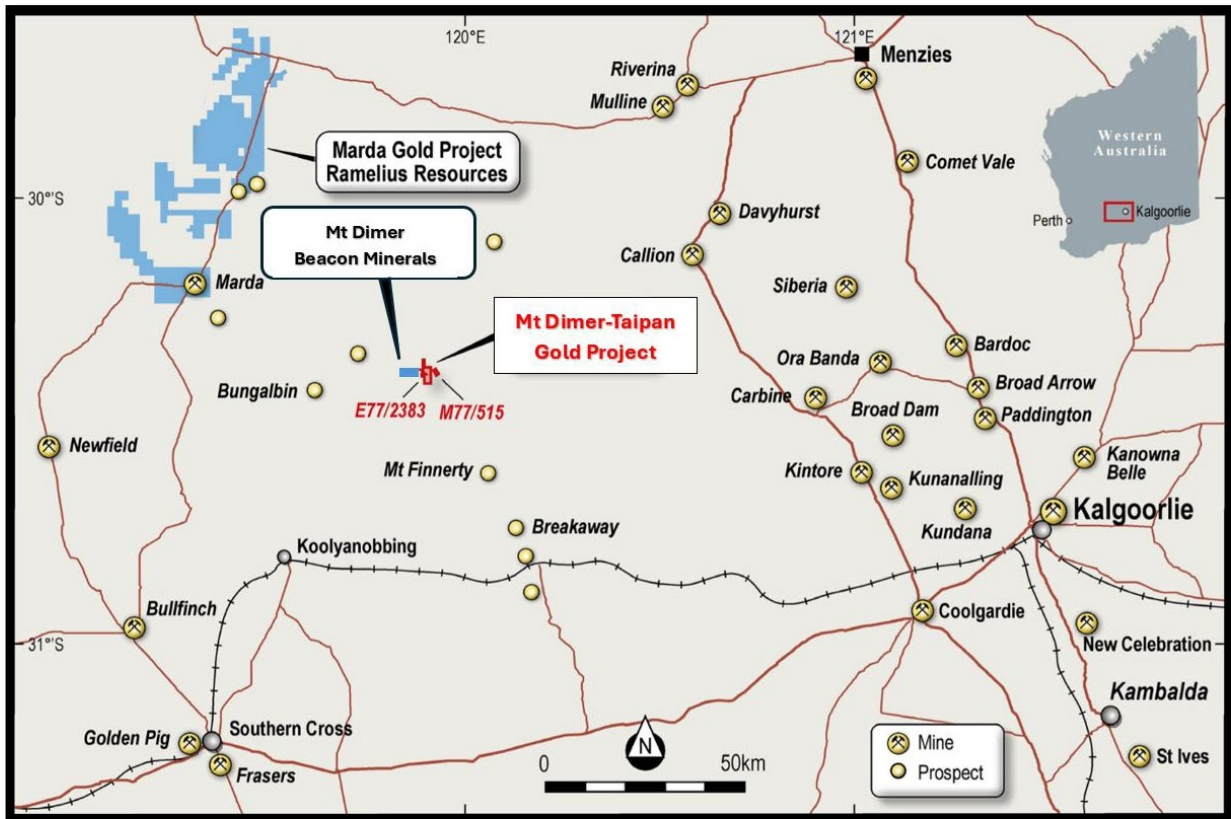 120°E
121°E
Menzies
Riverina
Mulline
Western
Australia
Perth
Kalgoorlie
Marda Gold Project
Ramelius Resources
Comet Vale
30°'S
Davyhurst
Mt Dimer
Beacon Minerals
Callion
Marda
Siberia
Mt Dimer-Taipan
Gold Project
Bardoc
Ora Banda
Bungalbin
E77/2383
M77/515
Carbine
Broad Arrow
Broad Dam
Paddington
Newfield
Mt Finnerty
Kintore
Kunanalling
Kanowna
Belle
Kundana
Kalgoorlie
Breakaway
Koolyanobbing
Bullfinch
Coolgardie
31°'S
New Celebration
Kambalda
Golden Pig
Southern Cross
Frasers
N
0
50km
Mine
Prospect
St Ives